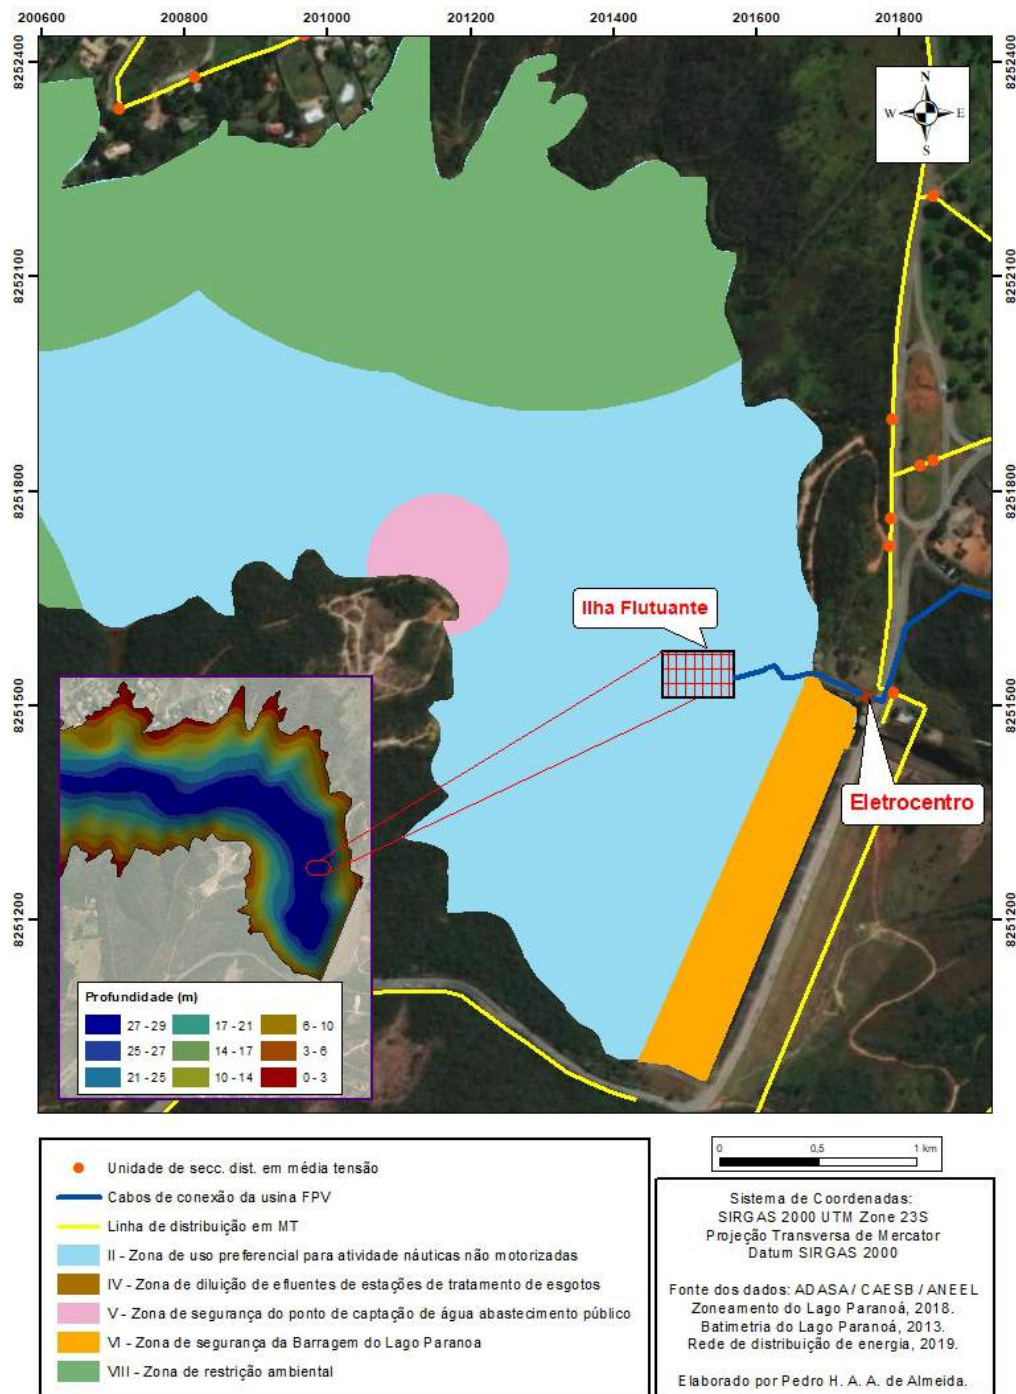 200600 200800 201000 201200 201400 201600 201800
8252400 8252400
N
W E
S
8252100 8252100
8251800 8251800
Ilha Flutuante
8251500 8251500
Eletrocentro
8251200 8251200
Profundidade (m)
27 - 29 17 - 21 6 - 10
25 - 27 14 - 17 3 - 6
21 - 25 10 - 14 0 - 3
Unidade de secc. dist. em média tensão
Cabos de conexão da usina FPV
Linha de distribuição em MT
II - Zona de uso preferencial para atividade náuticas não motorizadas
IV - Zona de diluição de efluentes de estações de tratamento de esgotos
V - Zona de segurança do ponto de captação de água abastecimento público
VI - Zona de segurança da Barragem do Lago Paranoa
VIII - Zona de restrição ambiental
0 0,5 1 km
Sistema de Coordenadas:
SIRGAS 2000 UTM Zone 23S
Projeção Transversa de Mercator
Datum SIRGAS 2000
Fonte dos dados: ADASA / CAESB / ANEEL
Zoneamento do Lago Paranoá, 2018.
Batimetria do Lago Paranoá, 2013.
Rede de distribuição de energia, 2019.
Elaborado por Pedro H. A. A. de Almeida.